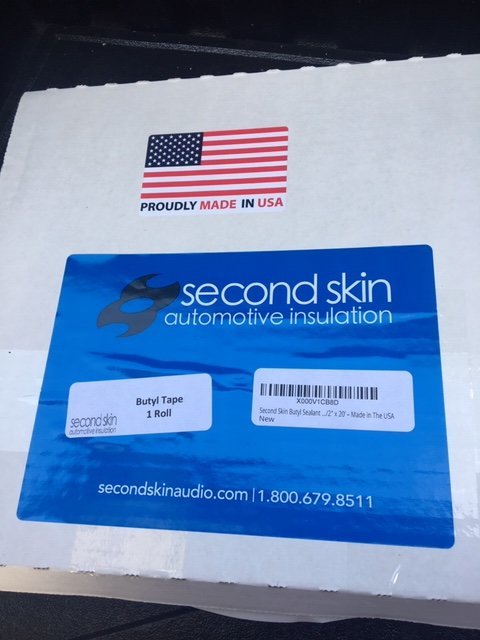 PROUDLY MADE IN USA
second skin
automotive insulation
Butyl Tape
1 Roll
second skin
automotive insulation
X000V1CB8D
Second Skin Butyl Sealant .../2" x 20' – Made in The USA
New
secondskinaudio.com | 1.800.679.8511